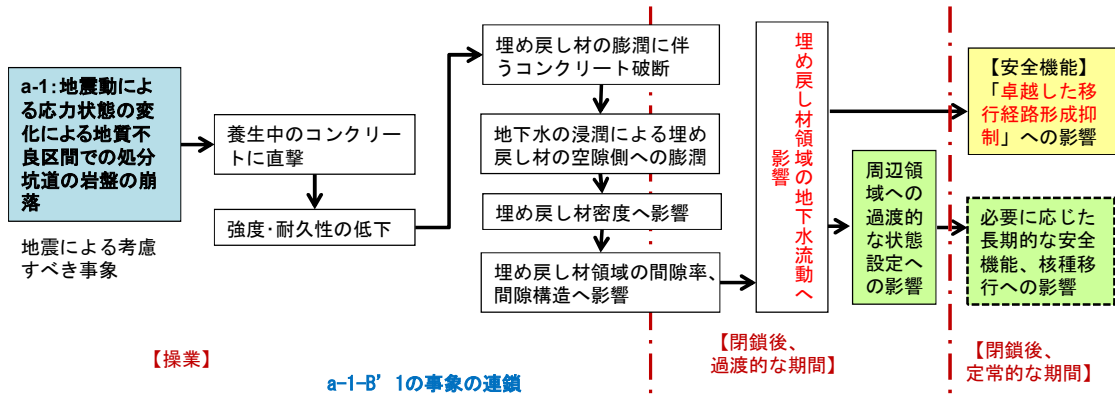 a-1:地震動によ
る応力状態の変
化による地質不
良区間での処分
坑道の岩盤の崩
落
地震による考慮
すべき事象
養生中のコンクリー
トに直撃
強度・耐久性の低下
埋め戻し材の膨潤に伴
うコンクリート破断
地下水の浸潤による埋め
戻し材の空隙側への膨潤
埋め戻し材密度へ影響
埋め戻し材領域の間隙率、
間隙構造へ影響
埋め戻し材領域の地下水流動へ
影響
周辺領
域への
過渡的
な状態
設定へ
の影響
【安全機能】
「卓越した移
行経路形成抑
制」への影響
必要に応じた
長期的な安全
機能、核種移
行への影響
【操業】
【閉鎖後、
過渡的な期間】
【閉鎖後、
定常的な期間】
a-1-B’1の事象の連鎖